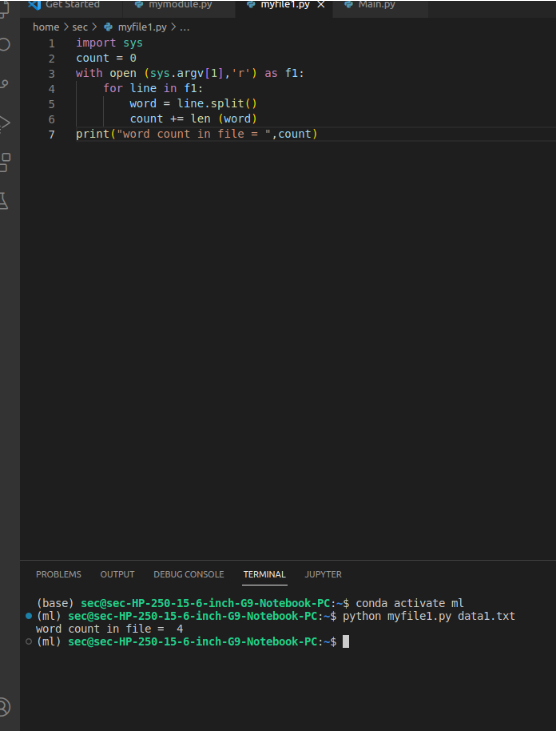 Get Started mymodule.py myfile1.py Main.py
home > sec > myfile1.py > ...
1 import sys
2 count = 0
3 with open (sys.argv[1],'r') as f1:
4     for line in f1:
5         word = line.split()
6         count += len (word)
7 print("word count in file = ",count)
PROBLEMS OUTPUT DEBUG CONSOLE TERMINAL JUPYTER
(base) sec@sec-HP-250-15-6-inch-G9-Notebook-PC:~$ conda activate ml
(ml) sec@sec-HP-250-15-6-inch-G9-Notebook-PC:~$ python myfile1.py data1.txt
word count in file =  4
(ml) sec@sec-HP-250-15-6-inch-G9-Notebook-PC:~$